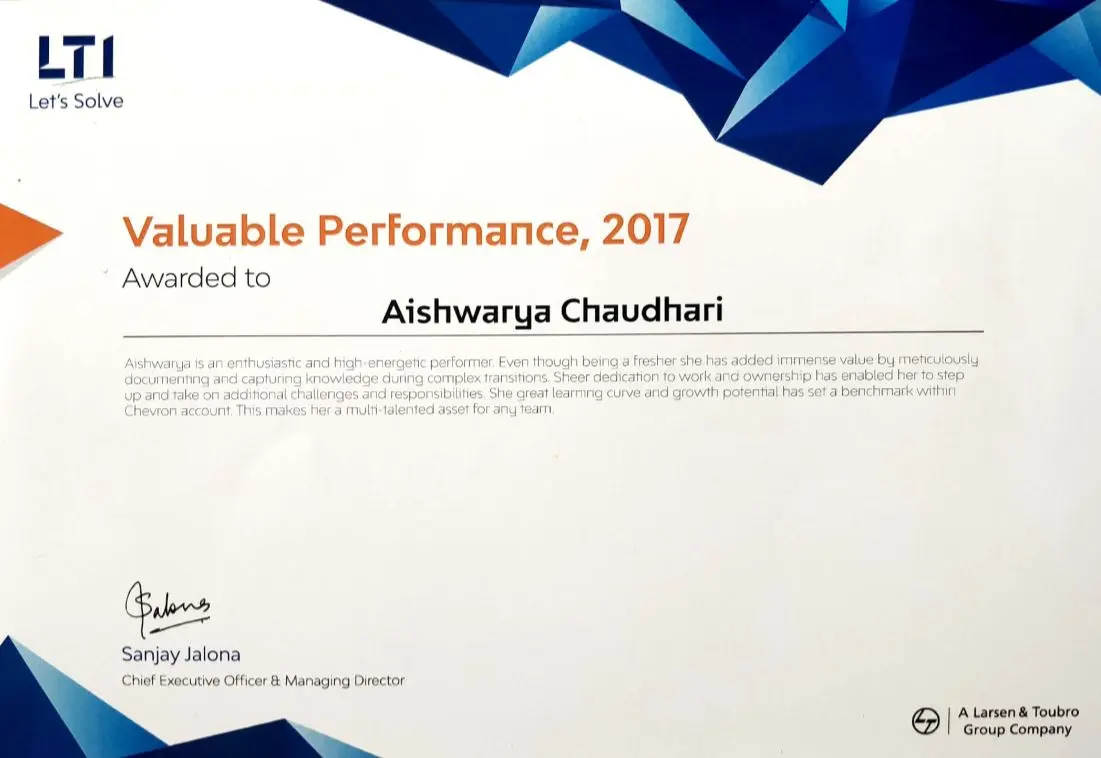 LTI
Let's Solve
Valuable Performance, 2017
Awarded to
Aishwarya Chaudhari
Aishwarya is an enthusiastic and high-energetic performer. Even though being a fresher she has added immense value by meticulously
documenting and capturing knowledge during complex transitions. Sheer dedication to work and ownership has enabled her to step
up and take on additional challenges and responsibilities. She great learning curve and growth potential has set a benchmark within
Chevron account. This makes her a multi-talented asset for any team.
Sanjay Jalona
Chief Executive Officer & Managing Director
A Larsen & Toubro
Group Company